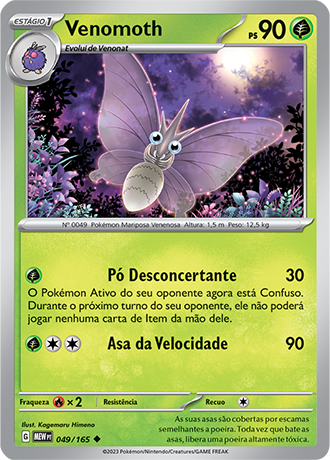 ESTÁGIO 1 Venomoth PS 90
Evolui de Venonat
Nº 0049 Pokémon Mariposa Venenosa Altura: 1,5 m Peso: 12,5 kg
Pó Desconcertante 30
O Pokémon Ativo do seu oponente agora está Confuso.
Durante o próximo turno do seu oponente, ele não poderá
jogar nenhuma carta de Item da mão dele.
Asa da Velocidade 90
Fraqueza ×2 Resistência Recuo
Ilust. Kagemaru Himeno
G MEW PT 049/165
As suas asas são cobertas por escamas
semelhantes a poeira. Toda vez que bate as
asas, libera uma poeira altamente tóxica.
©2023 Pokémon/Nintendo/Creatures/GAME FREAK